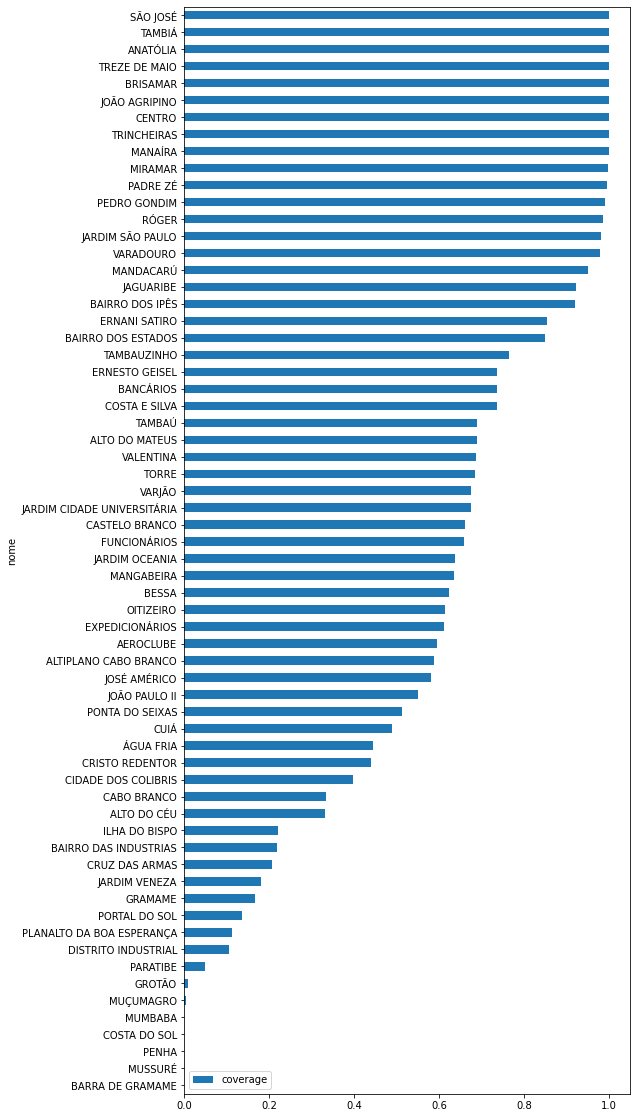 SÃO JOSÉ
TAMBIÁ
ANATÓLIA
TREZE DE MAIO
BRISAMAR
JOÃO AGRIPINO
CENTRO
TRINCHEIRAS
MANAÍRA
MIRAMAR
PADRE ZÉ
PEDRO GONDIM
RÓGER
JARDIM SÃO PAULO
VARADOURO
MANDACARÚ
JAGUARIBE
BAIRRO DOS IPÊS
ERNANI SATIRO
BAIRRO DOS ESTADOS
TAMBAUZINHO
ERNESTO GEISEL
BANCÁRIOS
COSTA E SILVA
TAMBAÚ
ALTO DO MATEUS
VALENTINA
TORRE
VARJÃO
JARDIM CIDADE UNIVERSITÁRIA
CASTELO BRANCO
FUNCIONÁRIOS
nome
JARDIM OCEANIA
MANGABEIRA
BESSA
OITIZEIRO
EXPEDICIONÁRIOS
AEROCLUBE
ALTIPLANO CABO BRANCO
JOSÉ AMÉRICO
JOÃO PAULO II
PONTA DO SEIXAS
CUIÁ
ÁGUA FRIA
CRISTO REDENTOR
CIDADE DOS COLIBRIS
CABO BRANCO
ALTO DO CÉU
ILHA DO BISPO
BAIRRO DAS INDUSTRIAS
CRUZ DAS ARMAS
JARDIM VENEZA
GRAMAME
PORTAL DO SOL
PLANALTO DA BOA ESPERANÇA
DISTRITO INDUSTRIAL
PARATIBE
GROTÃO
MUÇUMAGRO
MUMBABA
COSTA DO SOL
PENHA
MUSSURÉ
BARRA DE GRAMAME
coverage
0.0 0.2 0.4 0.6 0.8 1.0